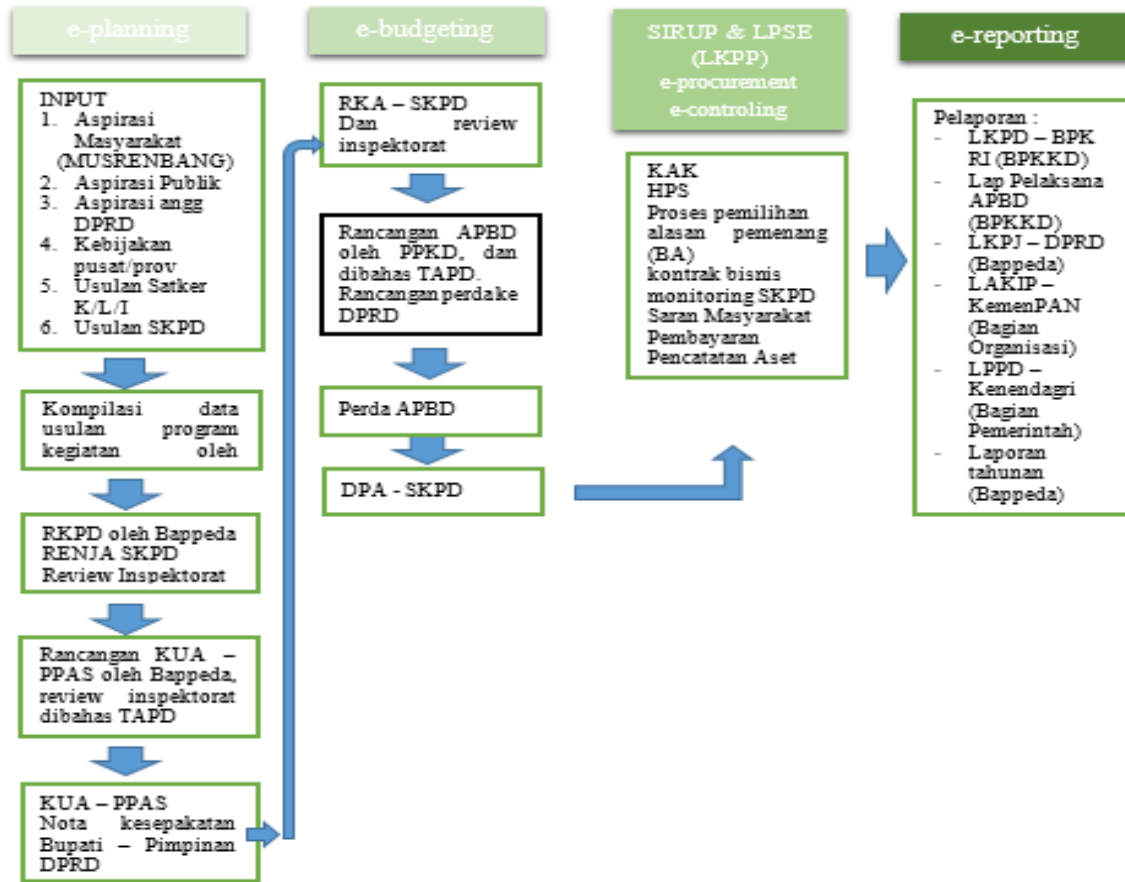 e-planning
INPUT
1. Aspirasi
Masyarakat
(MUSRENBANG)
2. Aspirasi Publik
3. Aspirasi angg
DPRD
4. Kebijakan
pusat/prov
5. Usulan Satker
K/L/I
6. Usulan SKPD
Kompilasi data
usulan program
kegiatan oleh
RKPD oleh Bappeda
RENJA SKPD
Review Inspektorat
Rancangan KUA –
PPAS oleh Bappeda,
review inspektorat
dibahas TAPD
KUA – PPAS
Nota kesepakatan
Bupati – Pimpinan
DPRD
e-budgeting
RKA – SKPD
Dan review
inspektorat
Rancangan APBD
oleh PPKD, dan
dibahas TAPD.
Rancangan perda ke
DPRD
Perda APBD
DPA - SKPD
SIRUP & LPSE
(LKPP)
e-procurement
e-controling
KAK
HPS
Proses pemilihan
alasan pemenang
(BA)
kontrak bisnis
monitoring SKPD
Saran Masyarakat
Pembayaran
Pencatatan Aset
e-reporting
Pelaporan :
- LKPD – BPK
RI (BPKKD)
- Lap Pelaksana
APBD
(BPKKD)
- LKPJ – DPRD
(Bappeda)
- LAKIP –
KemenPAN
(Bagian
Organisasi)
- LPPD –
Kenendagri
(Bagian
Pemerintah)
- Laporan
tahunan
(Bappeda)